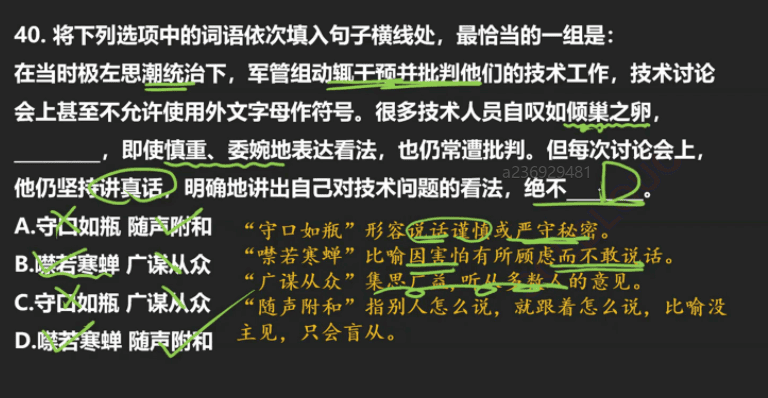 40. 将下列选项中的词语依次填入句子横线处，最恰当的一组是：
在当时极左思潮统治下，军管组动辄干预并批判他们的技术工作，技术讨论
会上甚至不允许使用外文字母作符号。很多技术人员自叹如倾巢之卵，
________，即使慎重、委婉地表达看法，也仍常遭批判。但每次讨论会上，
a236929481
他仍坚持讲真话，明确地讲出自己对技术问题的看法，绝不________。
D
A.守口如瓶 随声附和
B.噤若寒蝉 广谋从众
C.守口如瓶 广谋从众
D.噤若寒蝉 随声附和
“守口如瓶”形容说话谨慎或严守秘密。
“噤若寒蝉”比喻因害怕有所顾虑而不敢说话。
“广谋从众”集思广益，听从多数人的意见。
“随声附和”指别人怎么说，就跟着怎么说，比喻没
主见，只会盲从。